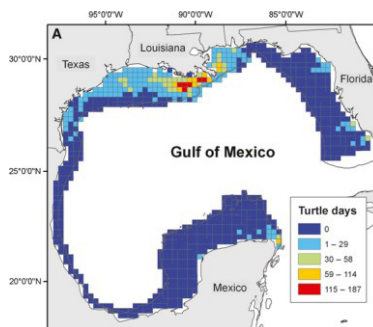 A
95°0'0"W
90°0'0"W
85°0'0"W
30°0'0"N
25°0'0"N
20°0'0"N
Texas
Louisiana
Florida
Gulf of Mexico
Mexico
Turtle days
0
1 – 29
30 – 58
59 – 114
115 – 187